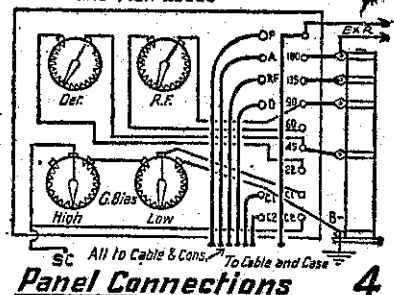 P
EXR
A 180
RF 135
D 90
60
45
22
Det. R.F.
C1 C1
C2 C2
B-
G.Bias
High Low
SC All to Cable & Cons. To Cable and Case
Panel Connections 4